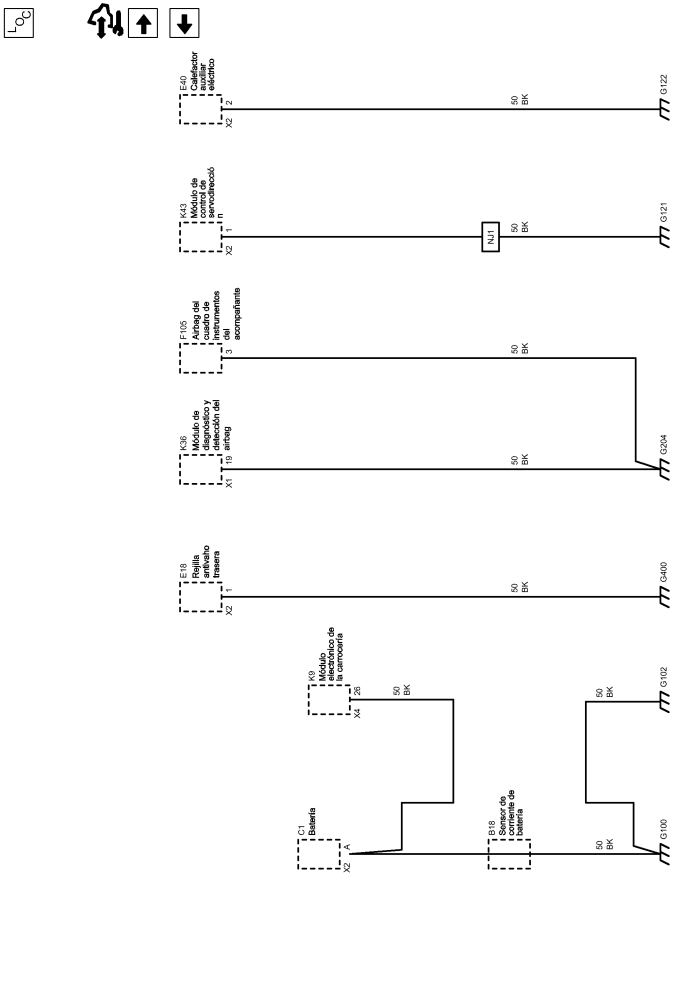 LOC
E40
Calefactor
auxiliar
eléctrico
2
X2
50
BK
G122
K43
Módulo de
control de
servodirecció
n
1
X2
NJ1
50
BK
G121
F105
Airbag del
cuadro de
instrumentos
del
acompañante
3
50
BK
K36
Módulo de
diagnóstico y
detección del
airbag
19
X1
50
BK
G204
E18
Rejilla
antivaho
trasera
1
X2
50
BK
G400
K9
Módulo
electrónico de
la carrocería
26
X4
50
BK
50
BK
G102
C1
Batería
A
X2
B18
Sensor de
corriente de
batería
50
BK
G100